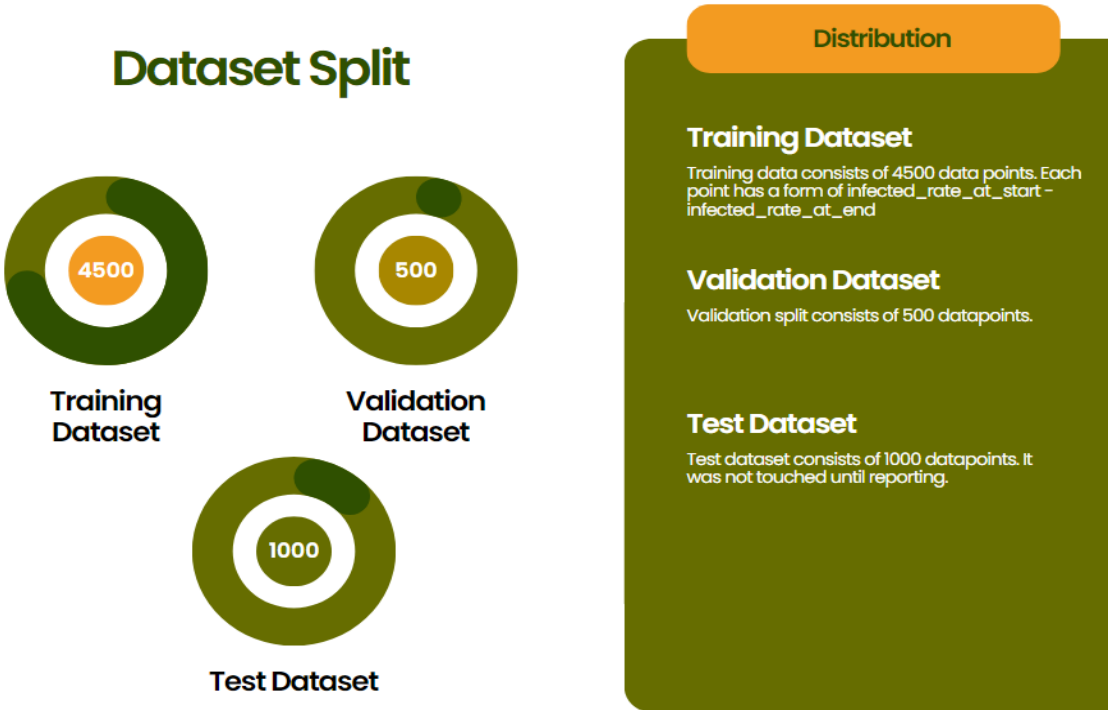 Dataset Split
4500
Training
Dataset
500
Validation
Dataset
1000
Test Dataset
Distribution
Training Dataset
Training data consists of 4500 data points. Each
point has a form of infected_rate_at_start -
infected_rate_at_end
Validation Dataset
Validation split consists of 500 datapoints.
Test Dataset
Test dataset consists of 1000 datapoints. It
was not touched until reporting.